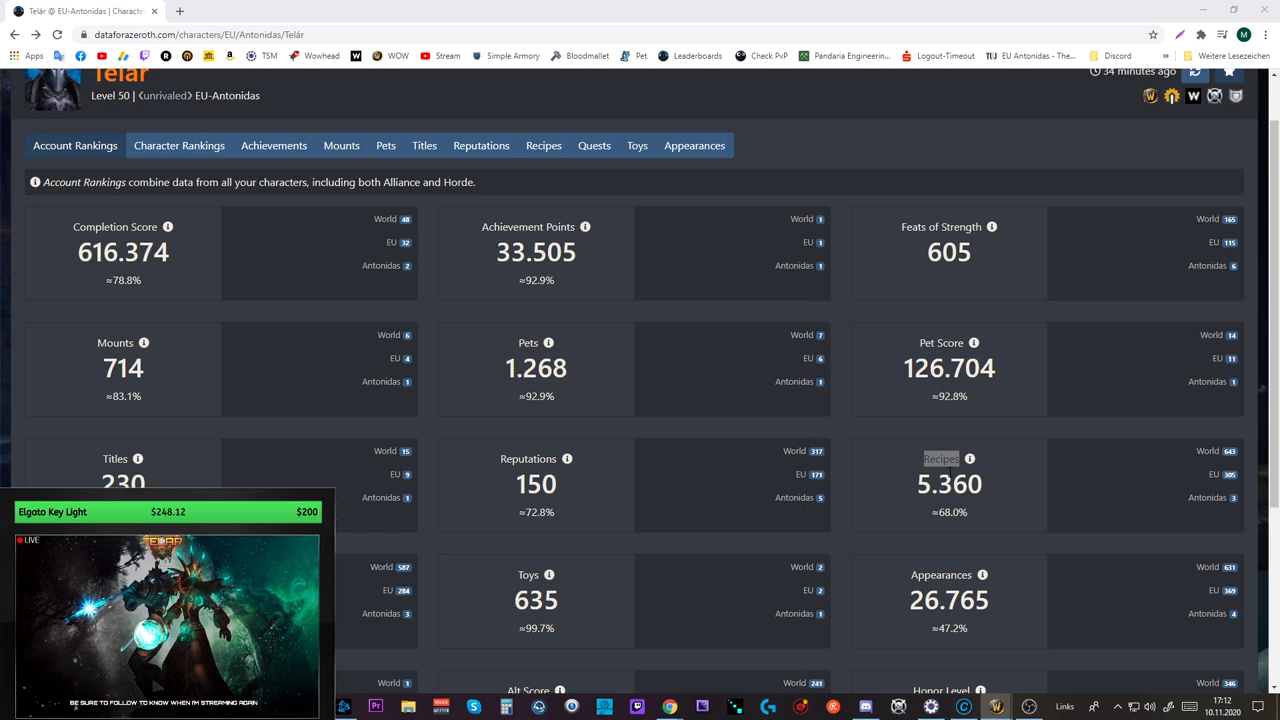 Telár @ EU-Antonidas | Characte
dataforazeroth.com/characters/EU/Antonidas/Telár
Apps
TSM
Wowhead
WOW
Stream
Simple Armory
Bloodmallet
Pet
Leaderboards
Check PvP
Pandaria Engineering...
Logout-Timeout
EU Antonidas - The...
Discord
»
Weitere Lesezeichen
Telár
Level 50 | <unrivaled> EU-Antonidas
34 minutes ago
Account Rankings
Character Rankings
Achievements
Mounts
Pets
Titles
Reputations
Recipes
Quests
Toys
Appearances
Account Rankings combine data from all your characters, including both Alliance and Horde.
Completion Score
616.374
≈78.8%
World 48
EU 32
Antonidas 2
Achievement Points
33.505
≈92.9%
World 1
EU 1
Antonidas 1
Feats of Strength
605
World 165
EU 115
Antonidas 6
Mounts
714
≈83.1%
World 6
EU 4
Antonidas 1
Pets
1.268
≈92.9%
World 7
EU 6
Antonidas 1
Pet Score
126.704
≈92.8%
World 14
EU 11
Antonidas 1
Titles
230
World 15
EU 9
Antonidas 1
Reputations
150
≈72.8%
World 317
EU 171
Antonidas 5
Recipes
5.360
≈68.0%
World 643
EU 305
Antonidas 3
World 587
EU 284
Antonidas 3
Toys
635
≈99.7%
World 2
EU 2
Antonidas 1
Appearances
26.765
≈47.2%
World 631
EU 369
Antonidas 4
World 1
Alt Score
World 241
Honor Level
World 346
Elgato Key Light $248.12 $200
LIVE
TELAR
BE SURE TO FOLLOW TO KNOW WHEN I'M STREAMING AGAIN
Links
17:12
10.11.2020